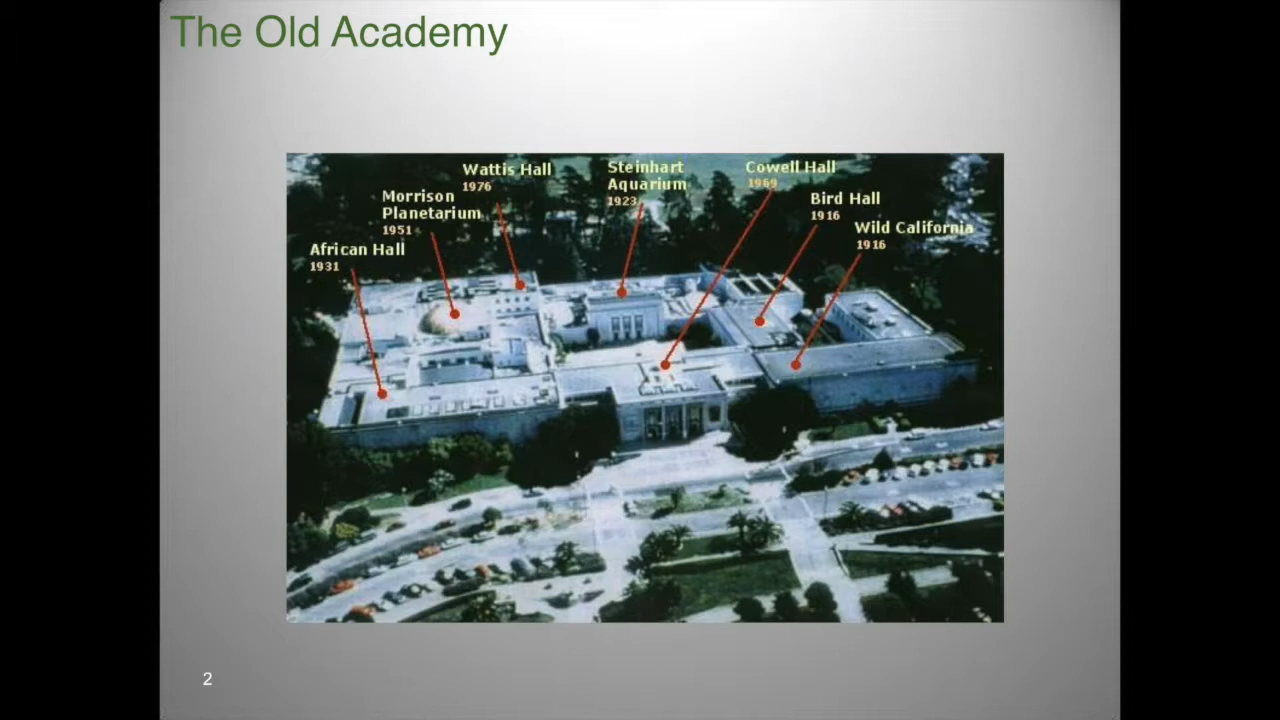 The Old Academy
Wattis Hall
1976
Steinhart
Aquarium
1923
Cowell Hall
1969
Morrison
Planetarium
1951
Bird Hall
1916
Wild California
1916
African Hall
1931
2